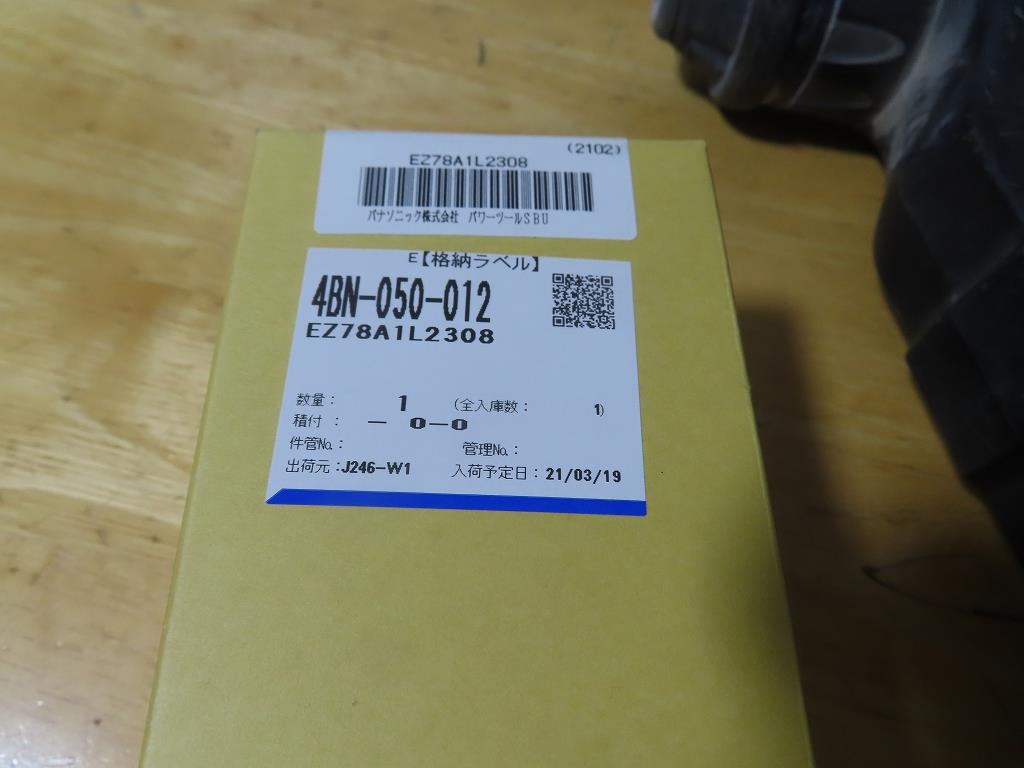 (2102)
EZ78A1L2308
パナソニック株式会社 パワーツールSBU
E【格納ラベル】
4BN-050-012
EZ78A1L2308
数量: 1 (全入庫数: 1)
積付 : - 0-0
件管No.: 管理No.:
出荷元:J246-W1 入荷予定日:21/03/19